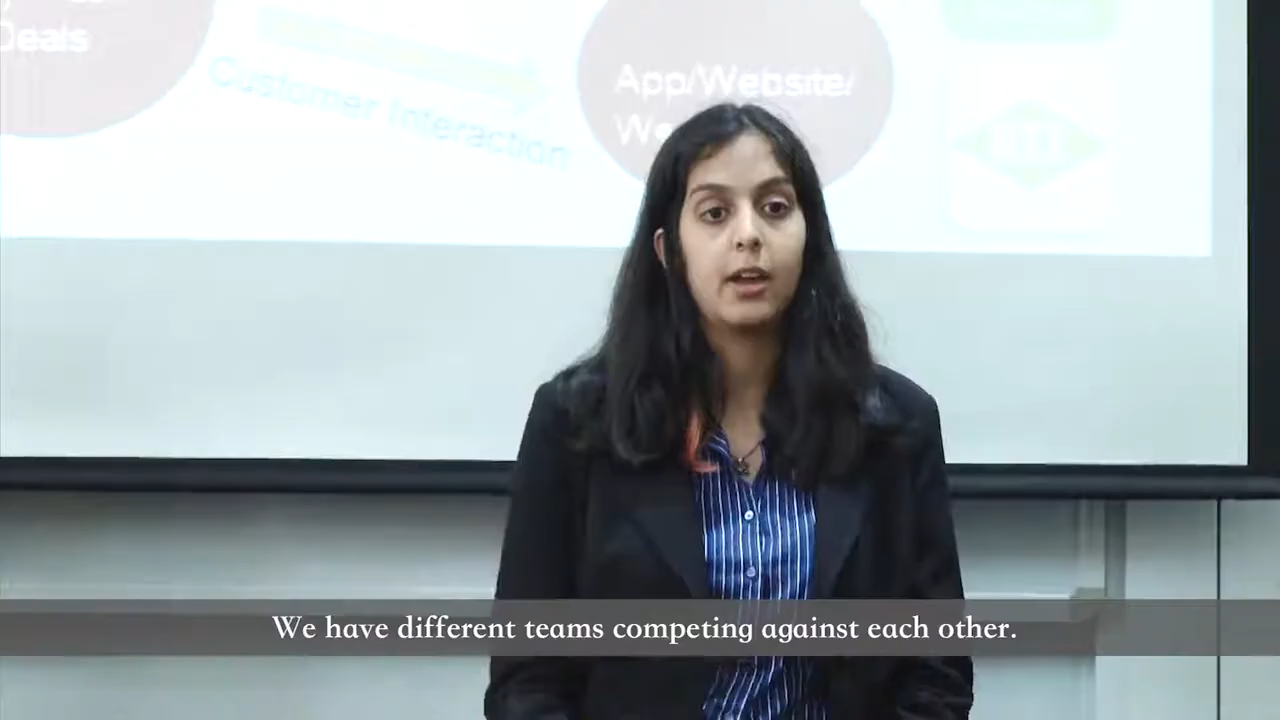 Deals
Customer Interaction
App/Website/
We have different teams competing against each other.